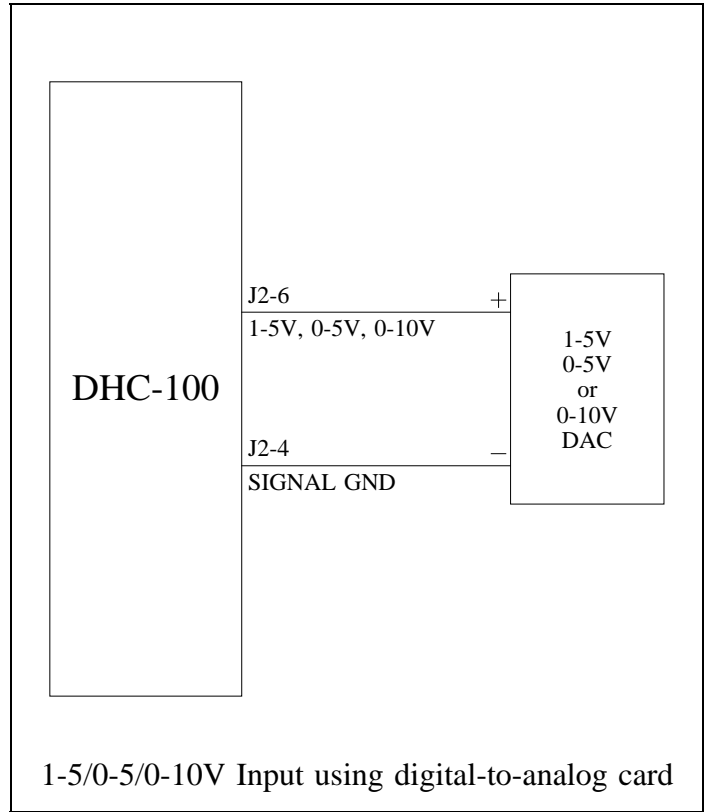 J2-6
+
1-5V, 0-5V, 0-10V
DHC-100
J2-4
−
SIGNAL GND
1-5V
0-5V
or
0-10V
DAC
1-5/0-5/0-10V Input using digital-to-analog card